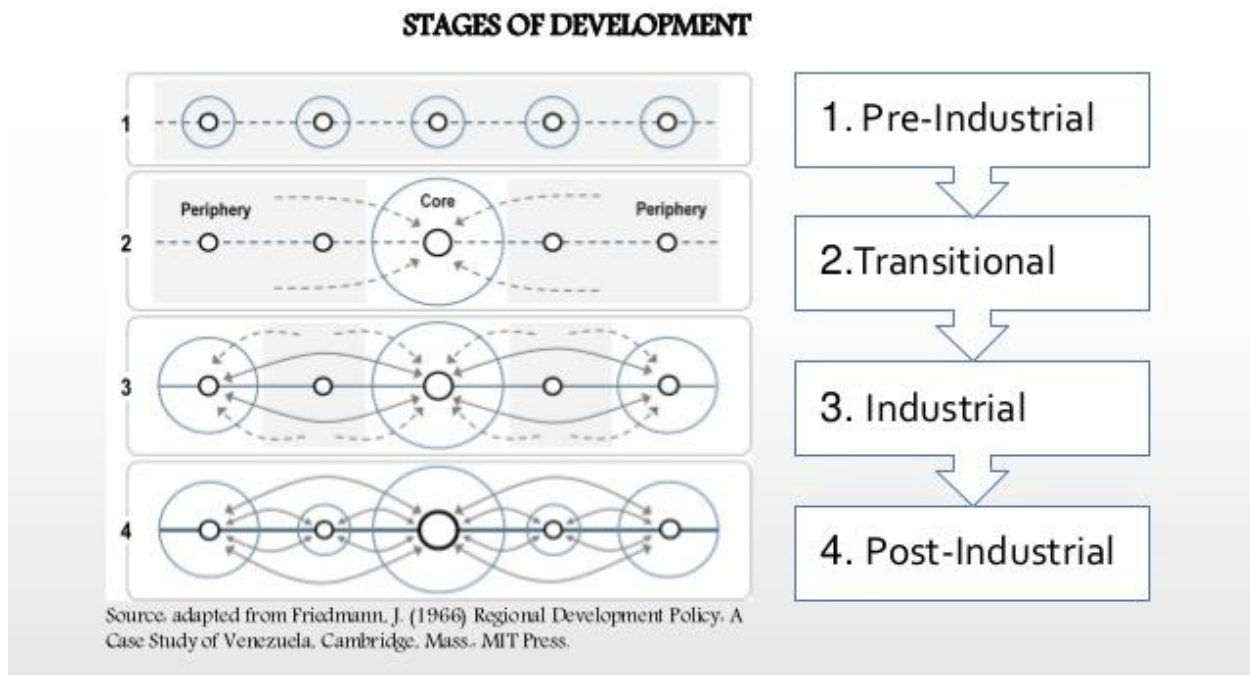 STAGES OF DEVELOPMENT
1
2
Periphery
Core
Periphery
3
4
1. Pre-Industrial
2.Transitional
3. Industrial
4. Post-Industrial
Source: adapted from Friedmann, J. (1966) Regional Development Policy: A
Case Study of Venezuela, Cambridge, Mass.: MIT Press.